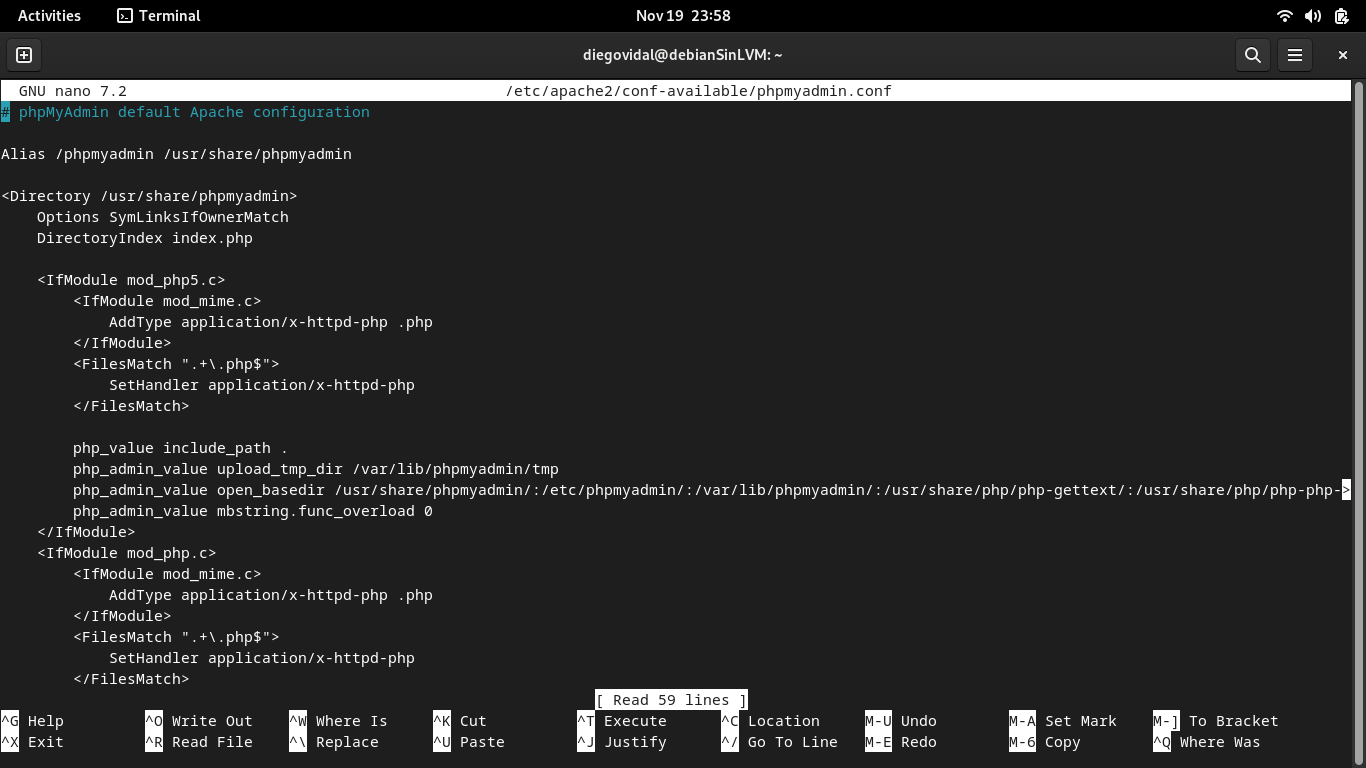 Activities Terminal Nov 19 23:58
diegovidal@debianSinLVM: ~
GNU nano 7.2 /etc/apache2/conf-available/phpmyadmin.conf
# phpMyAdmin default Apache configuration
Alias /phpmyadmin /usr/share/phpmyadmin
<Directory /usr/share/phpmyadmin>
    Options SymLinksIfOwnerMatch
    DirectoryIndex index.php
    <IfModule mod_php5.c>
        <IfModule mod_mime.c>
            AddType application/x-httpd-php .php
        </IfModule>
        <FilesMatch ".+\.php$">
            SetHandler application/x-httpd-php
        </FilesMatch>
        php_value include_path .
        php_admin_value upload_tmp_dir /var/lib/phpmyadmin/tmp
        php_admin_value open_basedir /usr/share/phpmyadmin/:/etc/phpmyadmin/:/var/lib/phpmyadmin/:/usr/share/php/php-gettext/:/usr/share/php/php-php->
        php_admin_value mbstring.func_overload 0
    </IfModule>
    <IfModule mod_php.c>
        <IfModule mod_mime.c>
            AddType application/x-httpd-php .php
        </IfModule>
        <FilesMatch ".+\.php$">
            SetHandler application/x-httpd-php
        </FilesMatch>
[ Read 59 lines ]
^G Help ^O Write Out ^W Where Is ^K Cut ^T Execute ^C Location M-U Undo M-A Set Mark M-] To Bracket
^X Exit ^R Read File ^\ Replace ^U Paste ^J Justify ^/ Go To Line M-E Redo M-6 Copy ^Q Where Was